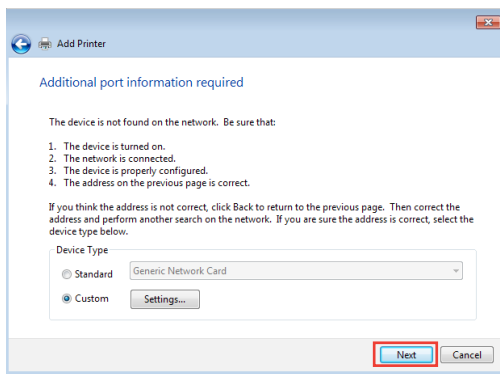 Add Printer
Additional port information required
The device is not found on the network. Be sure that:
1. The device is turned on.
2. The network is connected.
3. The device is properly configured.
4. The address on the previous page is correct.
If you think the address is not correct, click Back to return to the previous page. Then correct the
address and perform another search on the network. If you are sure the address is correct, select the
device type below.
Device Type
Standard Generic Network Card
Custom Settings...
Next Cancel